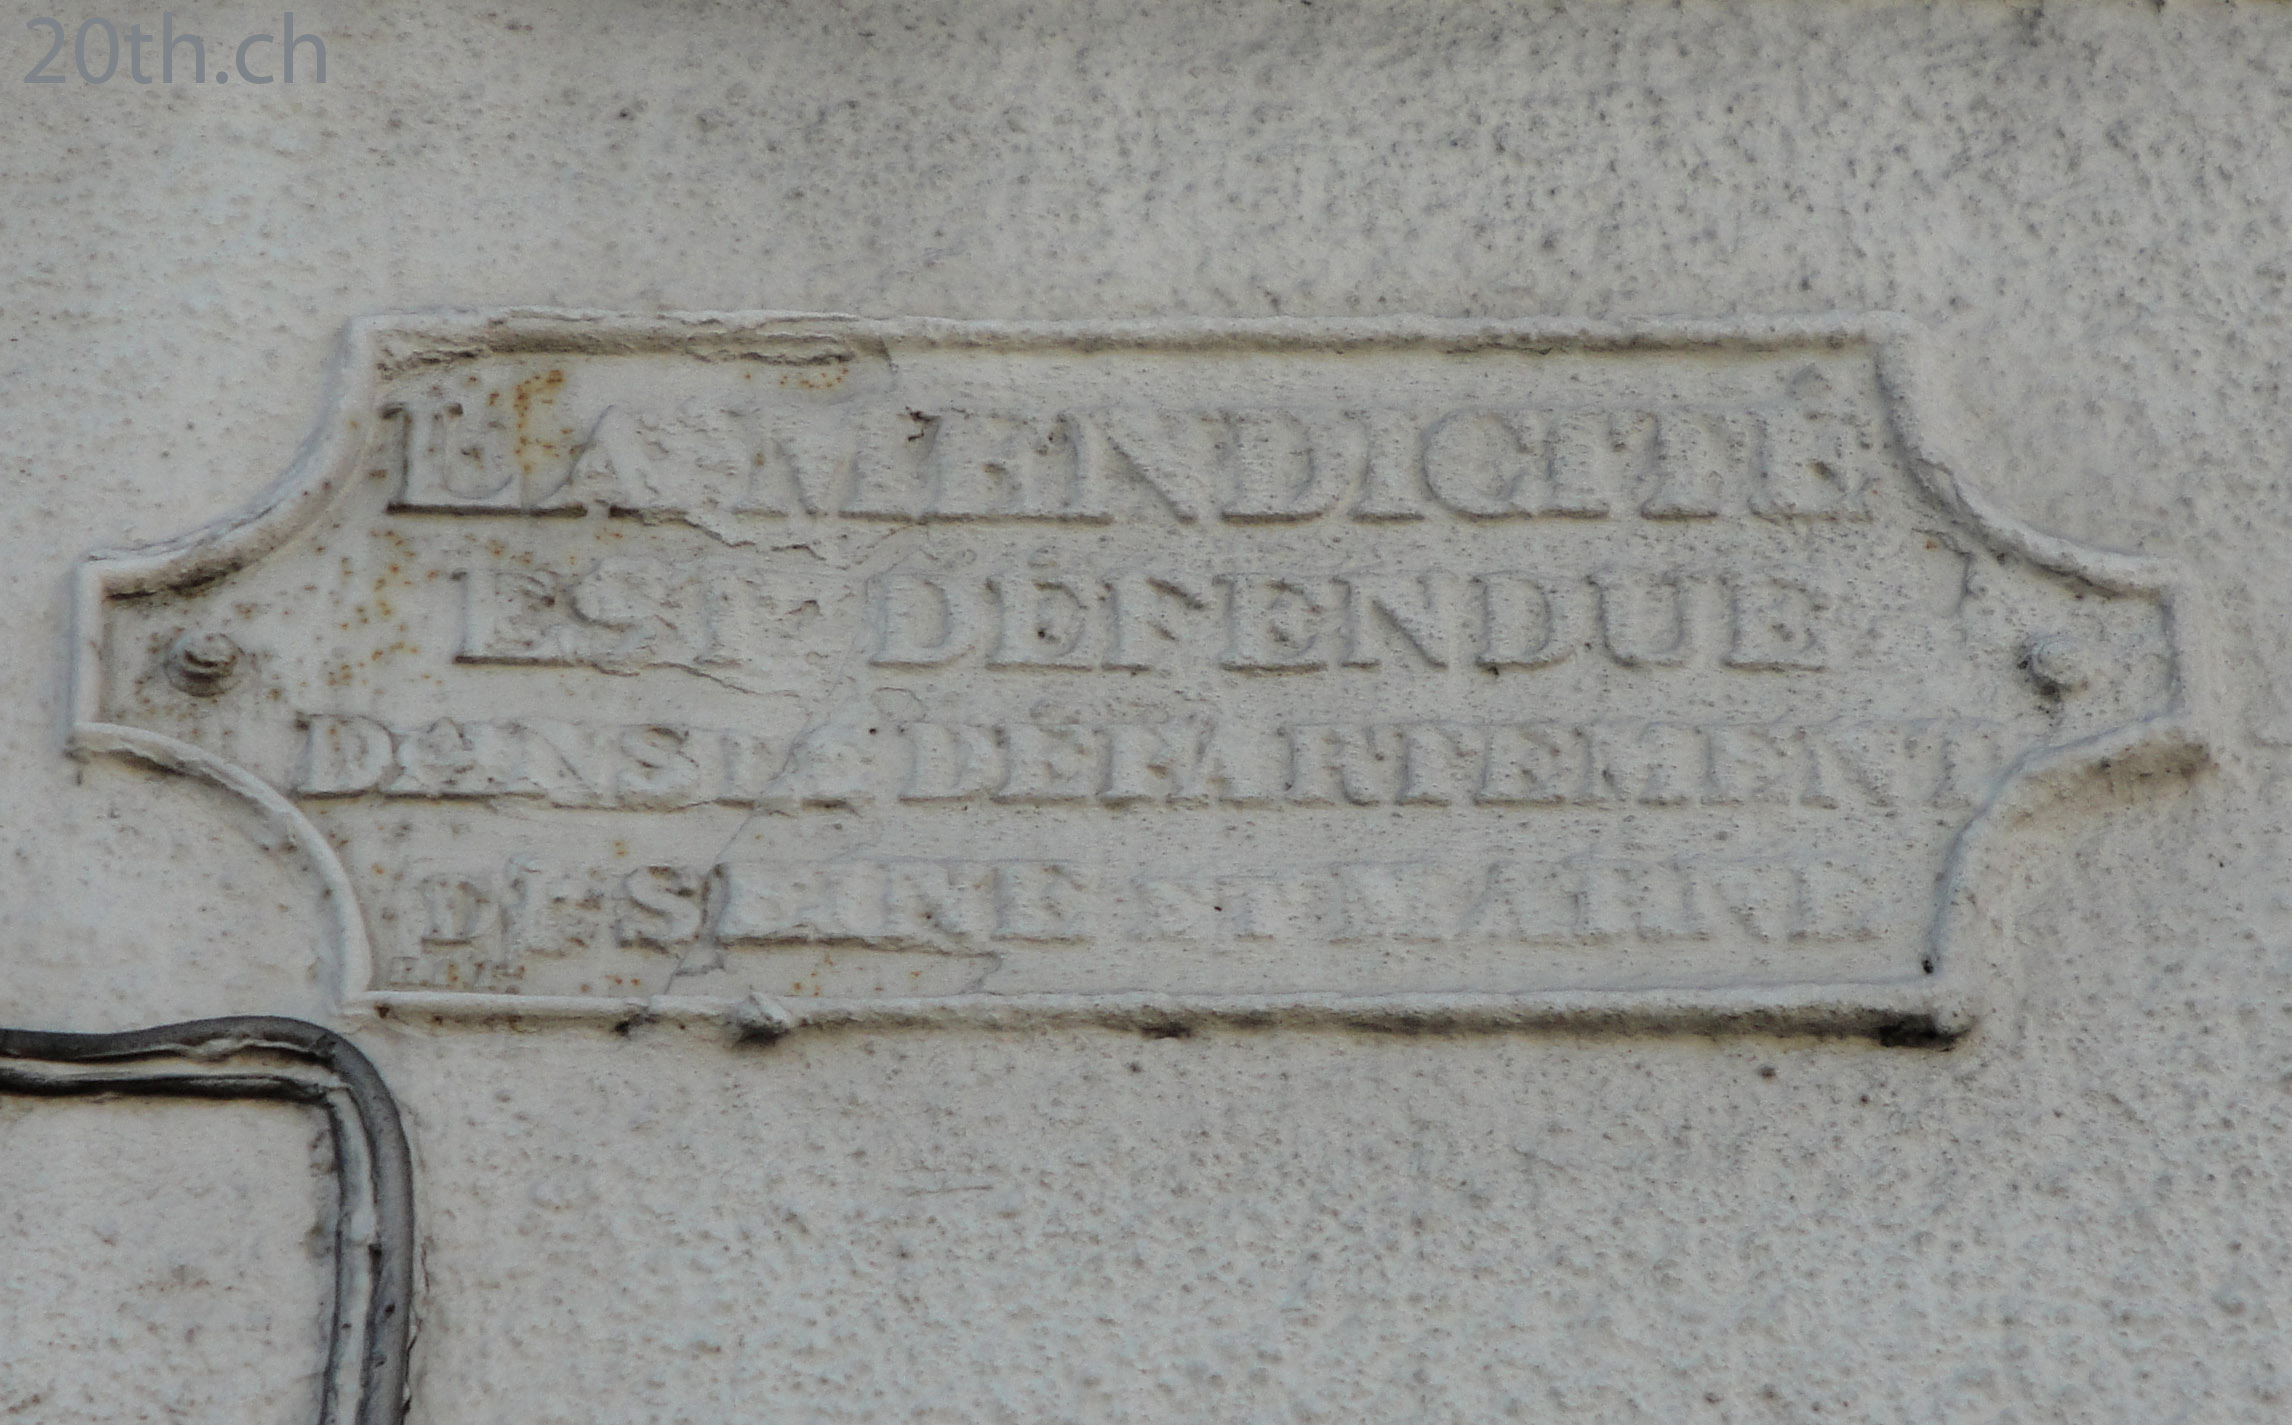 20th.ch
LA MENDICITÉ
EST DÉFENDUE
DANS LE DÉPARTEMENT
DE SEINE ET MARNE